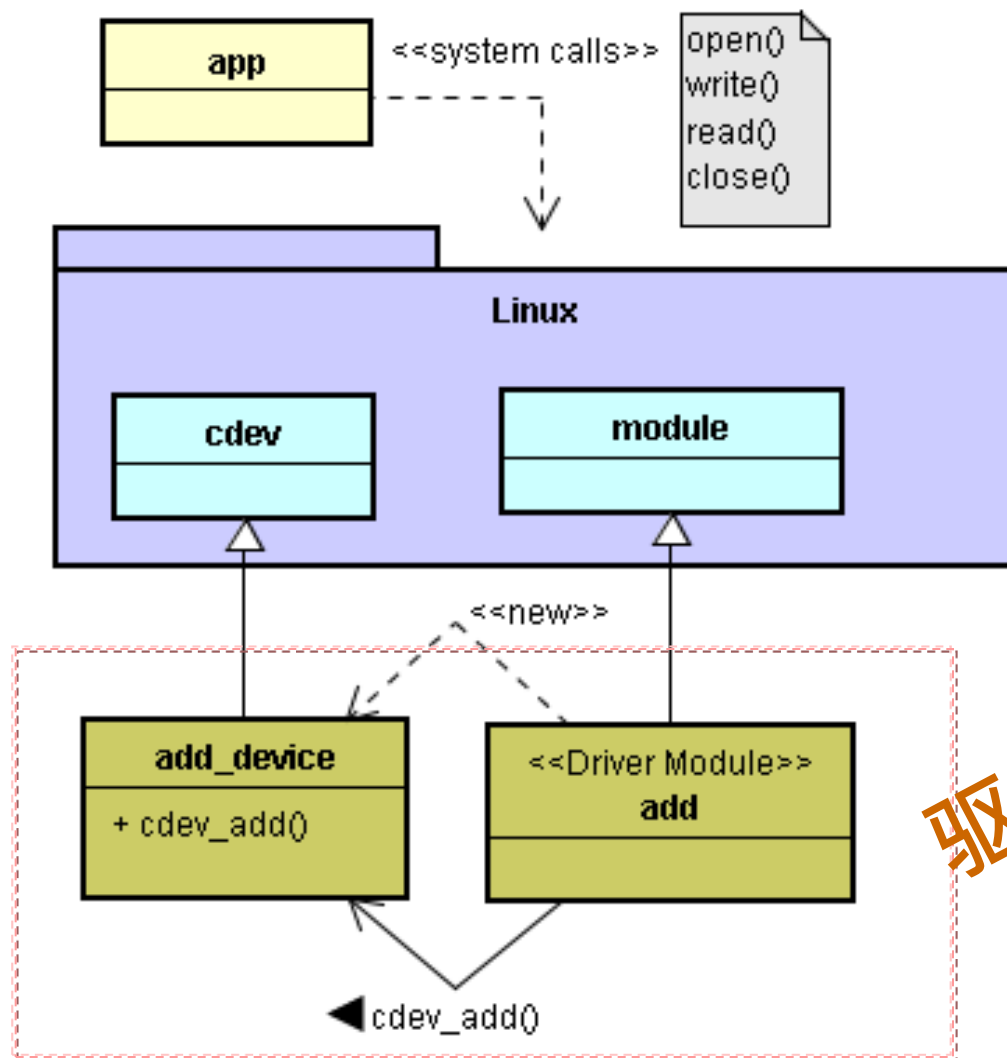 app
<<system calls>>
open()
write()
read()
close()
Linux
cdev
module
<<new>>
add_device
+ cdev_add()
<<Driver Module>>
add
驱
cdev_add()